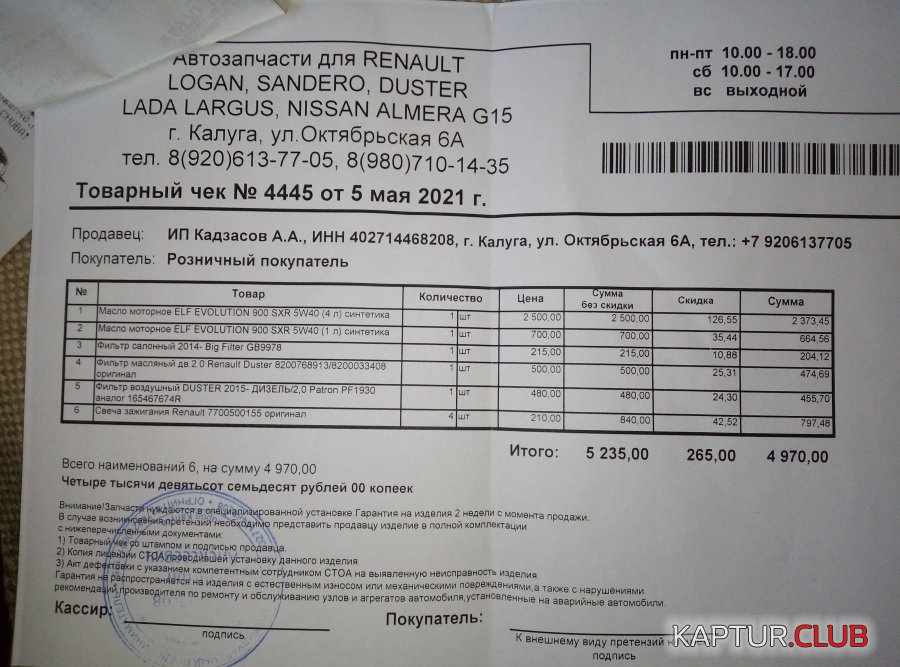 Автозапчасти для RENAULT
LOGAN, SANDERO, DUSTER
LADA LARGUS, NISSAN ALMERA G15
г. Калуга, ул.Октябрьская 6А
тел. 8(920)613-77-05, 8(980)710-14-35
пн-пт 10.00 - 18.00
сб 10.00 - 17.00
вс выходной
Товарный чек № 4445 от 5 мая 2021 г.
Продавец: ИП Кадзасов А.А., ИНН 402714468208, г. Калуга, ул. Октябрьская 6А, тел.: +7 9206137705
Покупатель: Розничный покупатель
№ Товар Количество Цена Сумма без скидки Скидка Сумма
1 Масло моторное ELF EVOLUTION 900 SXR 5W40 (4 л) синтетика 1 шт 2 500,00 2 500,00 126,55 2 373,45
2 Масло моторное ELF EVOLUTION 900 SXR 5W40 (1 л) синтетика 1 шт 700,00 700,00 35,44 664,56
3 Фильтр салонный 2014- Big Filter GB9978 1 шт 215,00 215,00 10,88 204,12
4 Фильтр масляный дв.2.0 Renault Duster 8200768913/8200033408 1 шт 500,00 500,00 25,31 474,69
оригинал
5 Фильтр воздушный DUSTER 2015- ДИЗЕЛЬ/2,0 Patron PF1930 1 шт 480,00 480,00 24,30 455,70
аналог 165467674R
6 Свеча зажигания Renault 7700500155 оригинал 4 шт 210,00 840,00 42,52 797,48
Итого: 5 235,00 265,00 4 970,00
Всего наименований 6, на сумму 4 970,00
Четыре тысячи девятьсот семьдесят рублей 00 копеек
Внимание!Запчасти нуждаются в специализированной установке.Гарантия на изделия 2 недели с момента продажи.
В случае возникновения претензий необходимо представить продавцу изделие в полной комплектации
с нижеперечисленными документами:
1) Товарный чек со штампом и подписью продавца.
2) Копия лицензии СТОА проводившей установку данного изделия.
3) Акт дефектовки с указанием компетентным сотрудником СТОА на выявленную неисправность изделия.
Гарантия не распространяется на изделия с естественным износом или механическими повреждениями,а также с нарушениями
рекомендаций производителя по ремонту и обслуживанию узлов и агрегатов автомобиля,установленные на аварийные автомобили.
Кассир: Покупатель:
подпись
К внешнему виду претензий
подпись
KAPTUR.CLUB